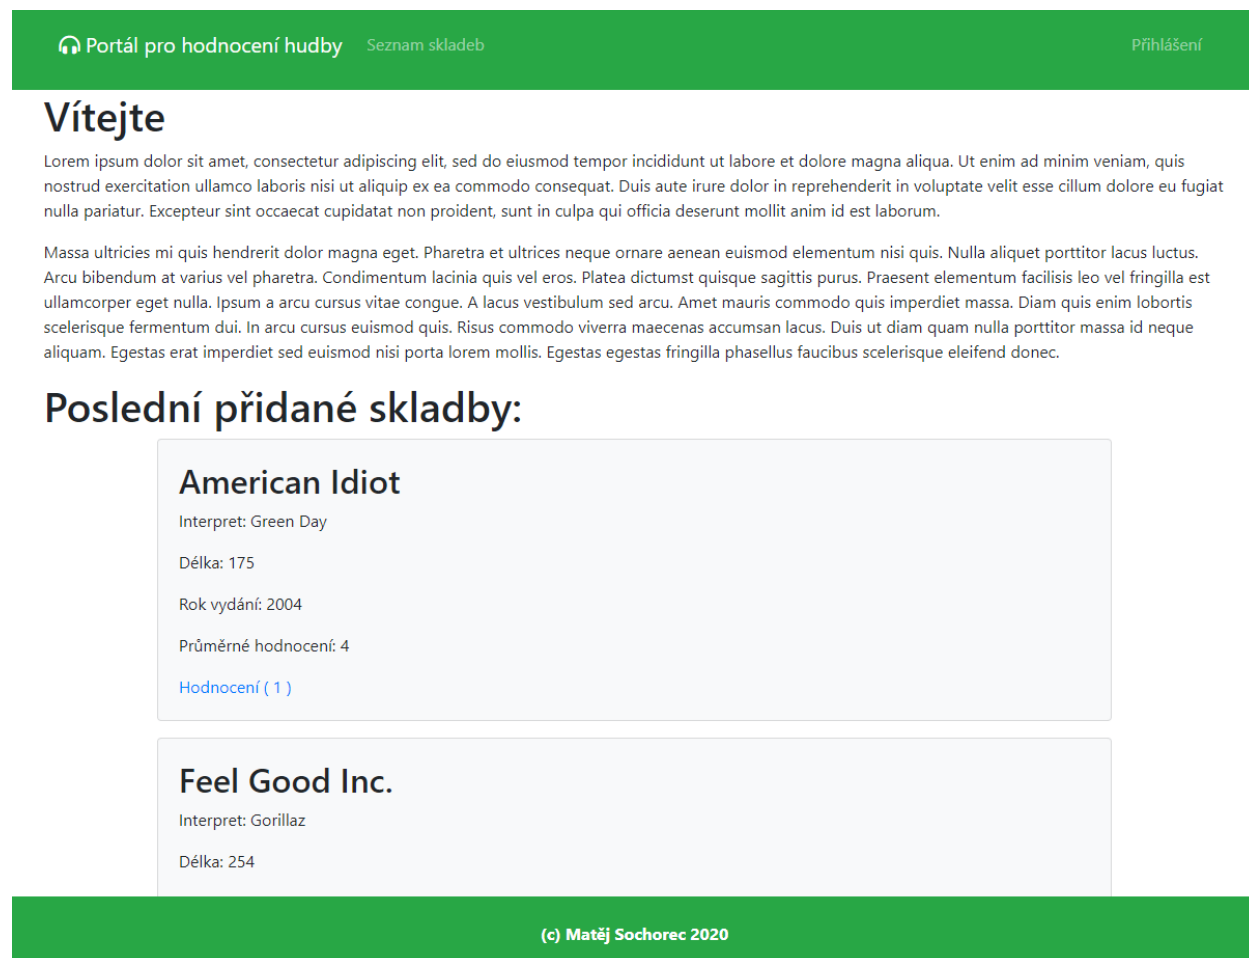 Portál pro hodnocení hudby Seznam skladeb Přihlášení
Vítejte
Lorem ipsum dolor sit amet, consectetur adipiscing elit, sed do eiusmod tempor incididunt ut labore et dolore magna aliqua. Ut enim ad minim veniam, quis
nostrud exercitation ullamco laboris nisi ut aliquip ex ea commodo consequat. Duis aute irure dolor in reprehenderit in voluptate velit esse cillum dolore eu fugiat
nulla pariatur. Excepteur sint occaecat cupidatat non proident, sunt in culpa qui officia deserunt mollit anim id est laborum.
Massa ultricies mi quis hendrerit dolor magna eget. Pharetra et ultrices neque ornare aenean euismod elementum nisi quis. Nulla aliquet porttitor lacus luctus.
Arcu bibendum at varius vel pharetra. Condimentum lacinia quis vel eros. Platea dictumst quisque sagittis purus. Praesent elementum facilisis leo vel fringilla est
ullamcorper eget nulla. Ipsum a arcu cursus vitae congue. A lacus vestibulum sed arcu. Amet mauris commodo quis imperdiet massa. Diam quis enim lobortis
scelerisque fermentum dui. In arcu cursus euismod quis. Risus commodo viverra maecenas accumsan lacus. Duis ut diam quam nulla porttitor massa id neque
aliquam. Egestas erat imperdiet sed euismod nisi porta lorem mollis. Egestas egestas fringilla phasellus faucibus scelerisque eleifend donec.
Poslední přidané skladby:
American Idiot
Interpret: Green Day
Délka: 175
Rok vydání: 2004
Průměrné hodnocení: 4
Hodnocení ( 1 )
Feel Good Inc.
Interpret: Gorillaz
Délka: 254
(c) Matěj Sochorec 2020